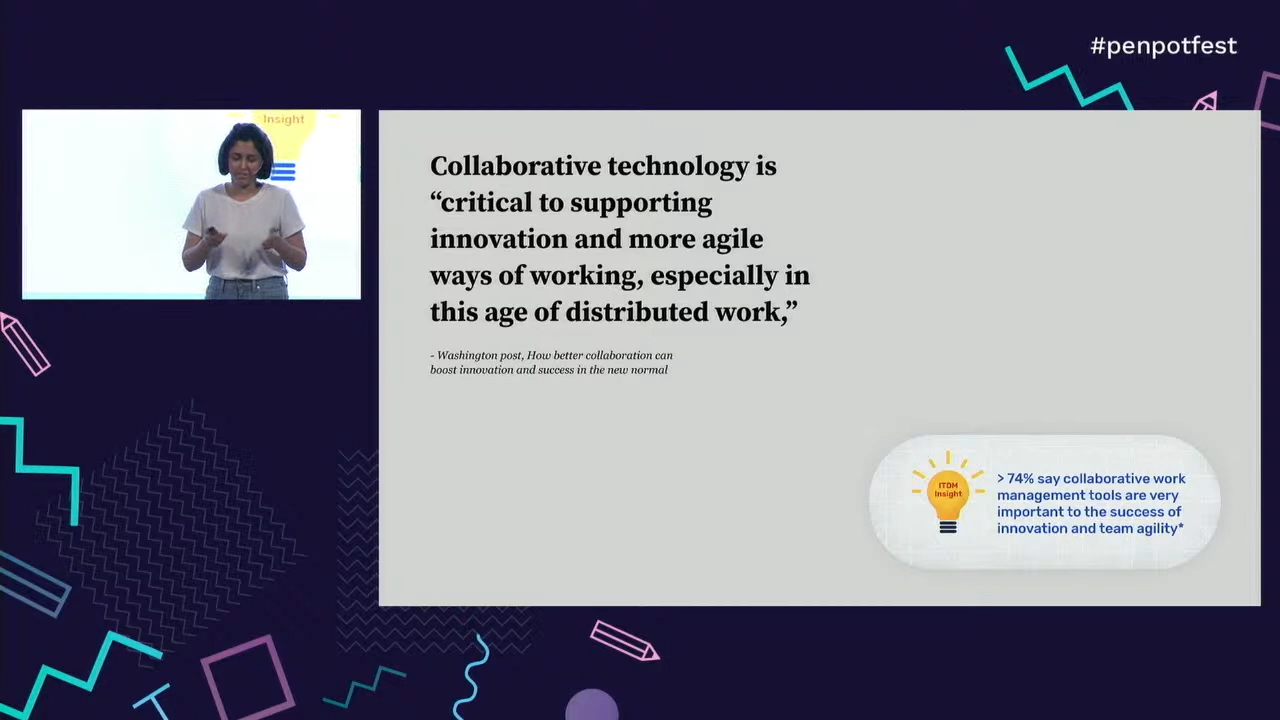 #penpotfest
Insight
Collaborative technology is
“critical to supporting
innovation and more agile
ways of working, especially in
this age of distributed work,”
- Washington post, How better collaboration can
boost innovation and success in the new normal
ITDM
Insight
> 74% say collaborative work
management tools are very
important to the success of
innovation and team agility*